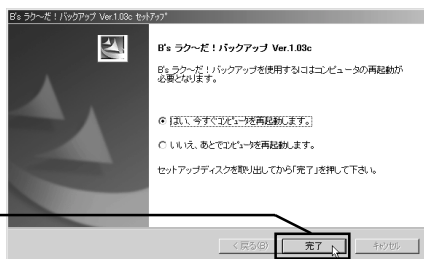 B's ラク～だ！バックアップ Ver.1.03c セットアップ
B's ラク～だ！バックアップ Ver.1.03c
B's ラク～だ！バックアップを使用するにはコンピュータの再起動が
必要となります。
はい、今すぐコンピュータを再起動します。
いいえ、あとでコンピュータを再起動します。
セットアップディスクを取り出してから「完了」を押して下さい。
< 戻る(B)
完了
キャンセル